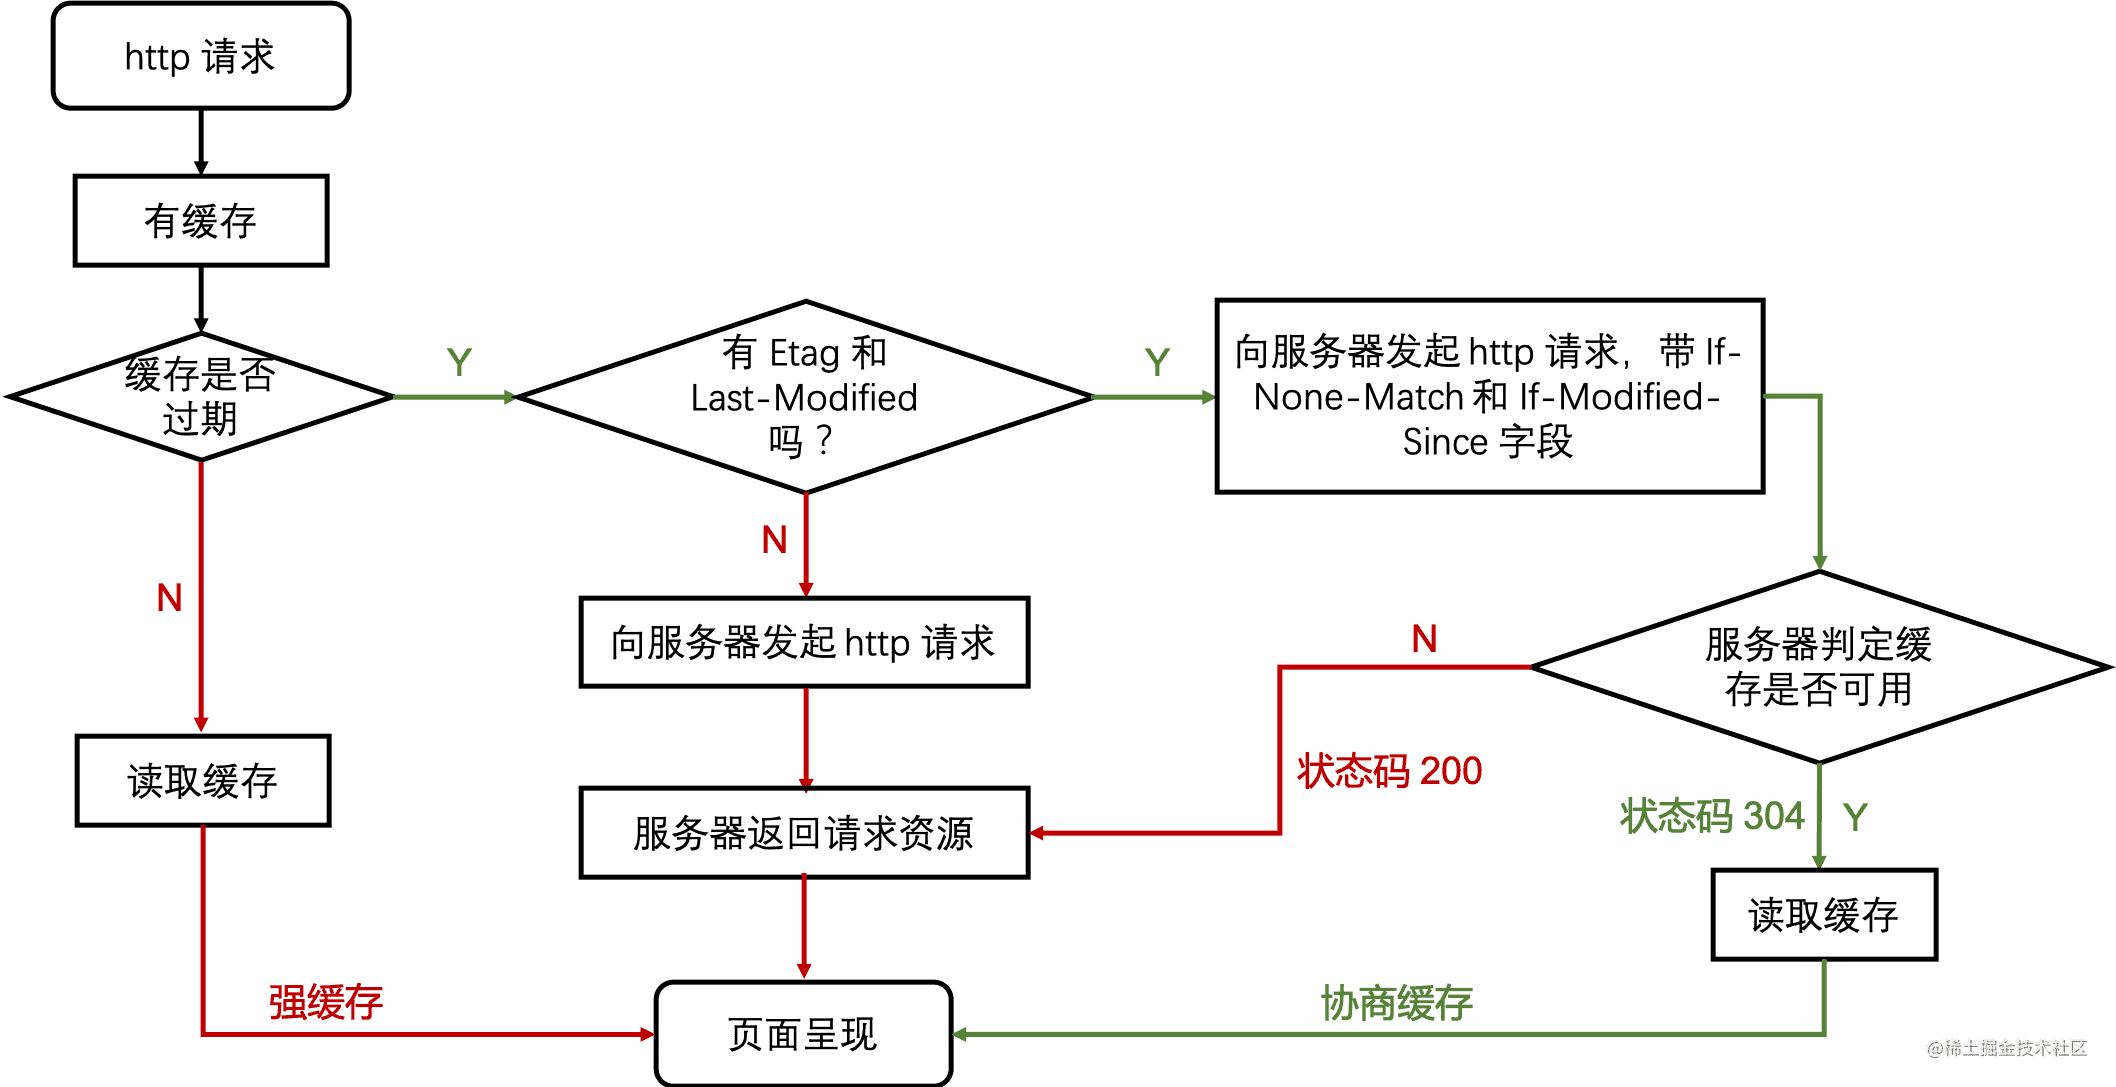 http 请求
有缓存
缓存是否
过期
Y
有 Etag 和
Last-Modified
吗？
Y
向服务器发起 http 请求，带 If-
None-Match 和 If-Modified-
Since 字段
N
N
向服务器发起 http 请求
N
服务器判定缓
存是否可用
读取缓存
服务器返回请求资源
状态码 200
状态码 304
Y
读取缓存
强缓存
页面呈现
协商缓存
@稀土掘金技术社区